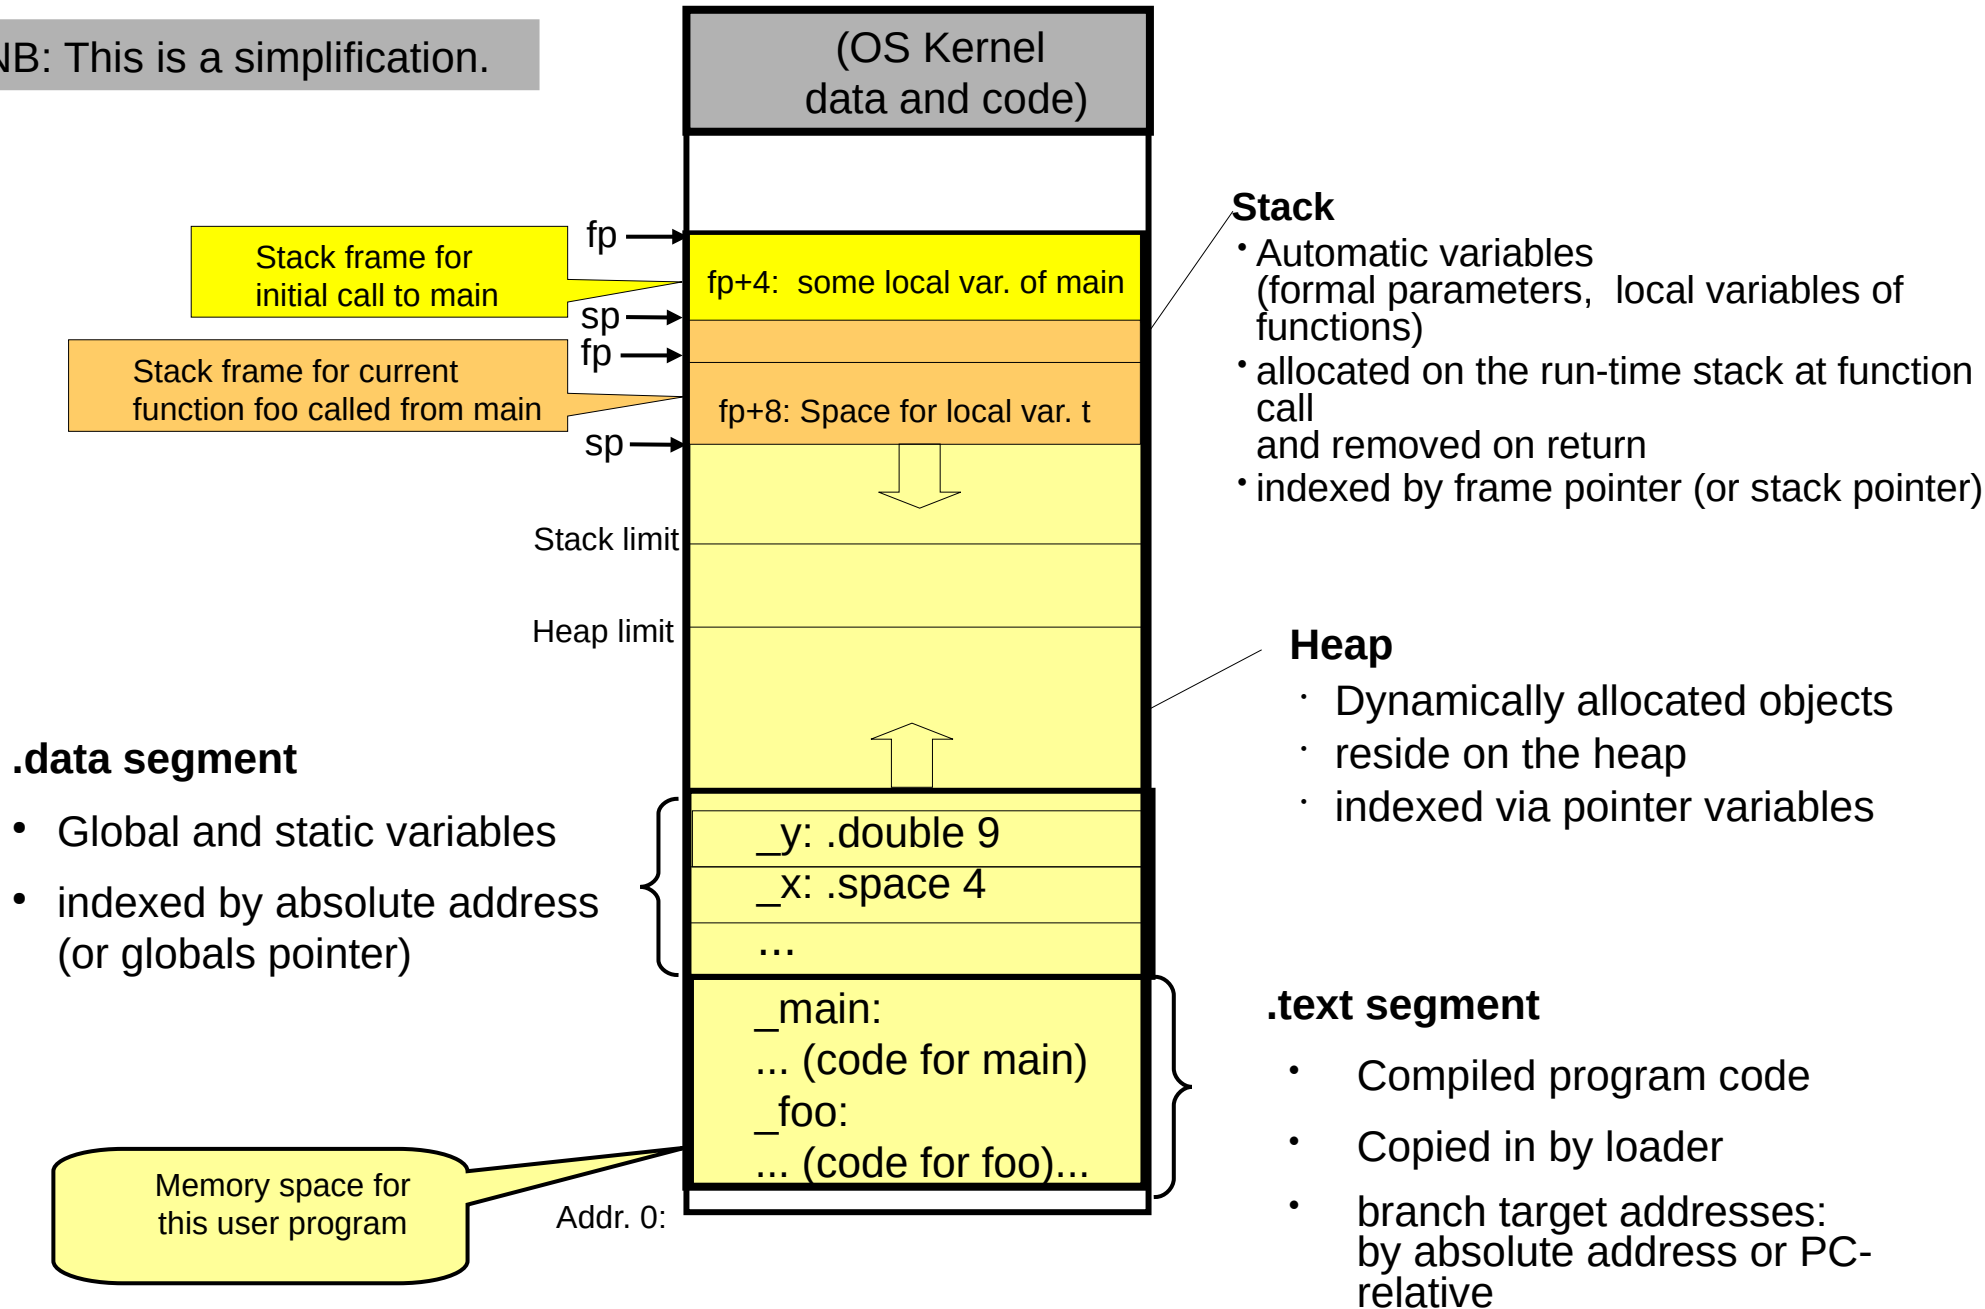 NB: This is a simplification.
(OS Kernel
data and code)
fp
Stack frame for
initial call to main
fp+4:  some local var. of main
sp
fp
Stack frame for current
function foo called from main
fp+8: Space for local var. t
sp
Stack limit
Heap limit
Stack
• Automatic variables
(formal parameters,  local variables of
functions)
• allocated on the run-time stack at function
call
and removed on return
• indexed by frame pointer (or stack pointer)
Heap
· Dynamically allocated objects
· reside on the heap
· indexed via pointer variables
.data segment
• Global and static variables
• indexed by absolute address
(or globals pointer)
_y: .double 9
_x: .space 4
...
_main:
... (code for main)
_foo:
... (code for foo)...
.text segment
• Compiled program code
• Copied in by loader
• branch target addresses:
by absolute address or PC-
relative
Memory space for
this user program
Addr. 0: